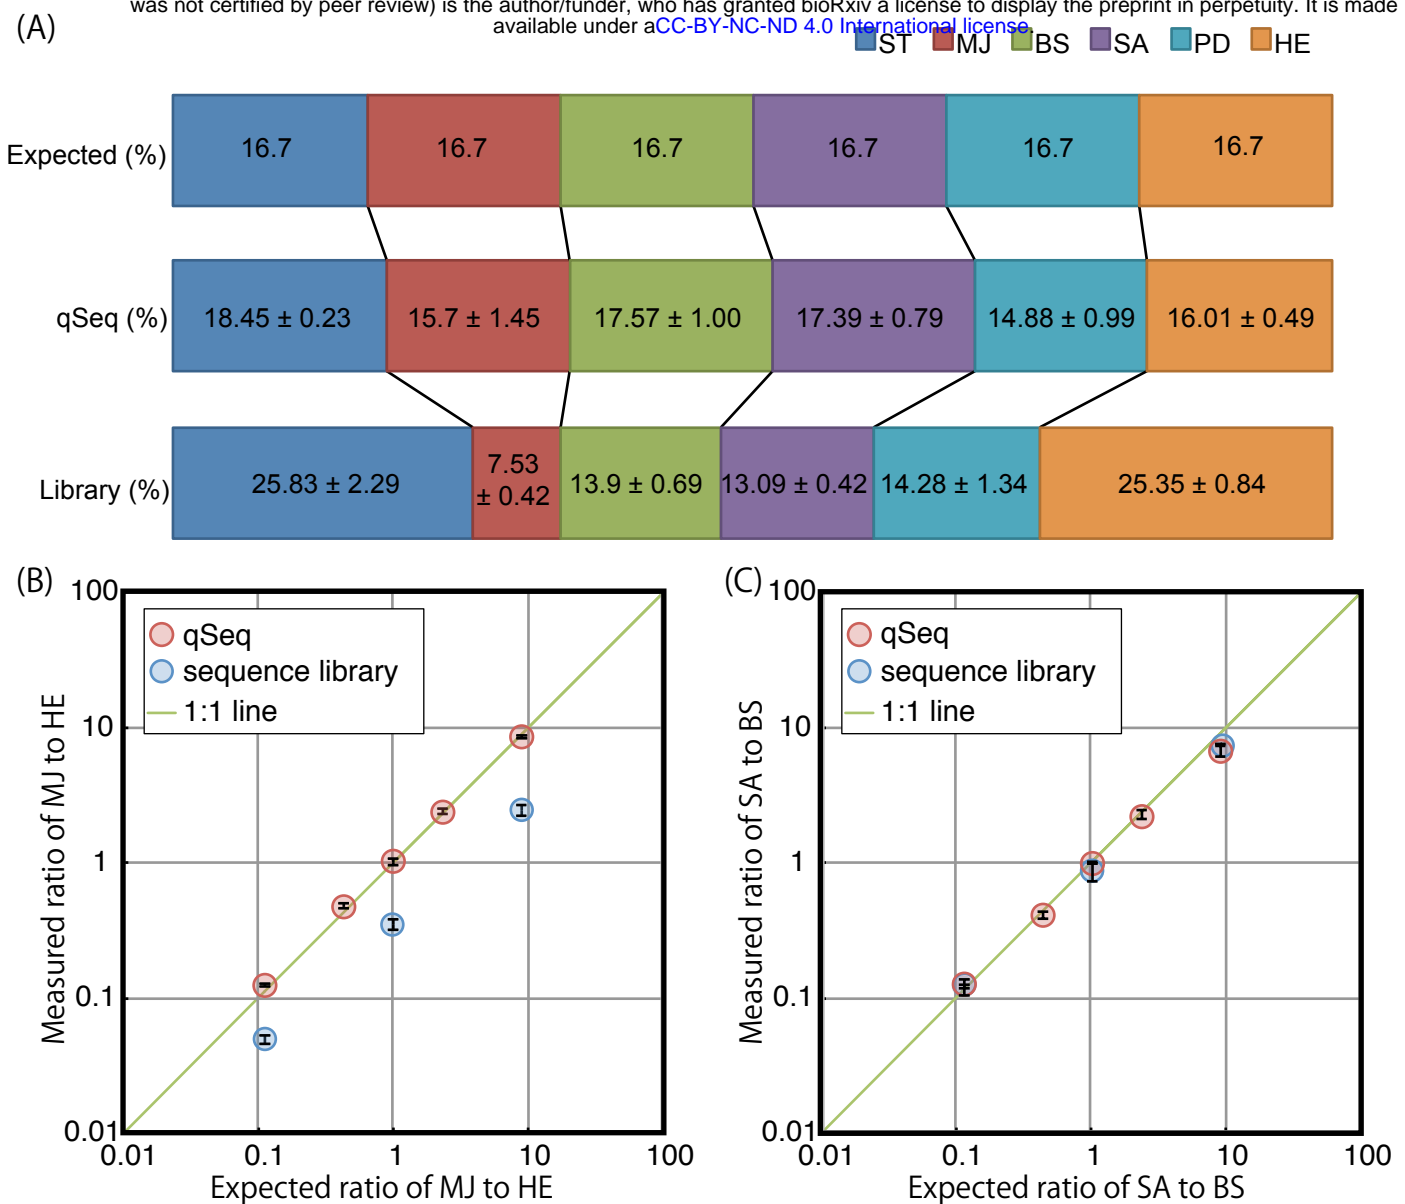 was not certified by peer review) is the author/funder, who has granted bioRxiv a license to display the preprint in perpetuity. It is made
available under aCC-BY-NC-ND 4.0 International license.
(A)
ST MJ BS SA PD HE
Expected (%) 16.7 16.7 16.7 16.7 16.7 16.7
qSeq (%) 18.45 ± 0.23 15.7 ± 1.45 17.57 ± 1.00 17.39 ± 0.79 14.88 ± 0.99 16.01 ± 0.49
Library (%) 25.83 ± 2.29 7.53 ± 0.42 13.9 ± 0.69 13.09 ± 0.42 14.28 ± 1.34 25.35 ± 0.84
(B)
100
10
1
0.1
0.01
Measured ratio of MJ to HE
qSeq
sequence library
1:1 line
0.01 0.1 1 10 100
Expected ratio of MJ to HE
(C)
100
10
1
0.1
0.01
Measured ratio of SA to BS
qSeq
sequence library
1:1 line
0.01 0.1 1 10 100
Expected ratio of SA to BS